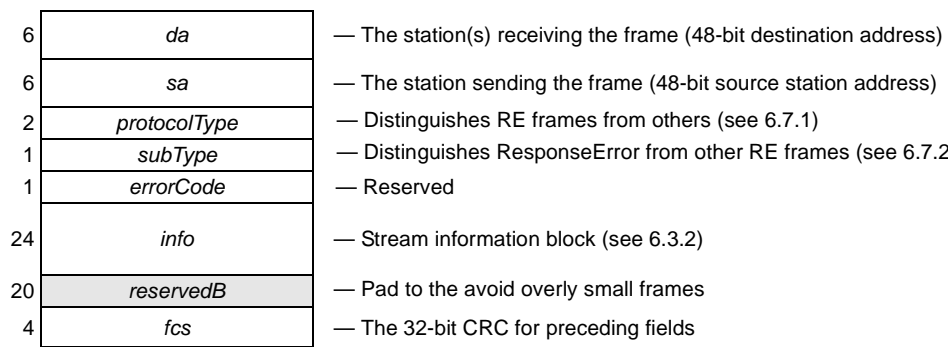 6 da — The station(s) receiving the frame (48-bit destination address)
6 sa — The station sending the frame (48-bit source station address)
2 protocolType — Distinguishes RE frames from others (see 6.7.1)
1 subType — Distinguishes ResponseError from other RE frames (see 6.7.2
1 errorCode — Reserved
24 info — Stream information block (see 6.3.2)
20 reservedB — Pad to the avoid overly small frames
4 fcs — The 32-bit CRC for preceding fields